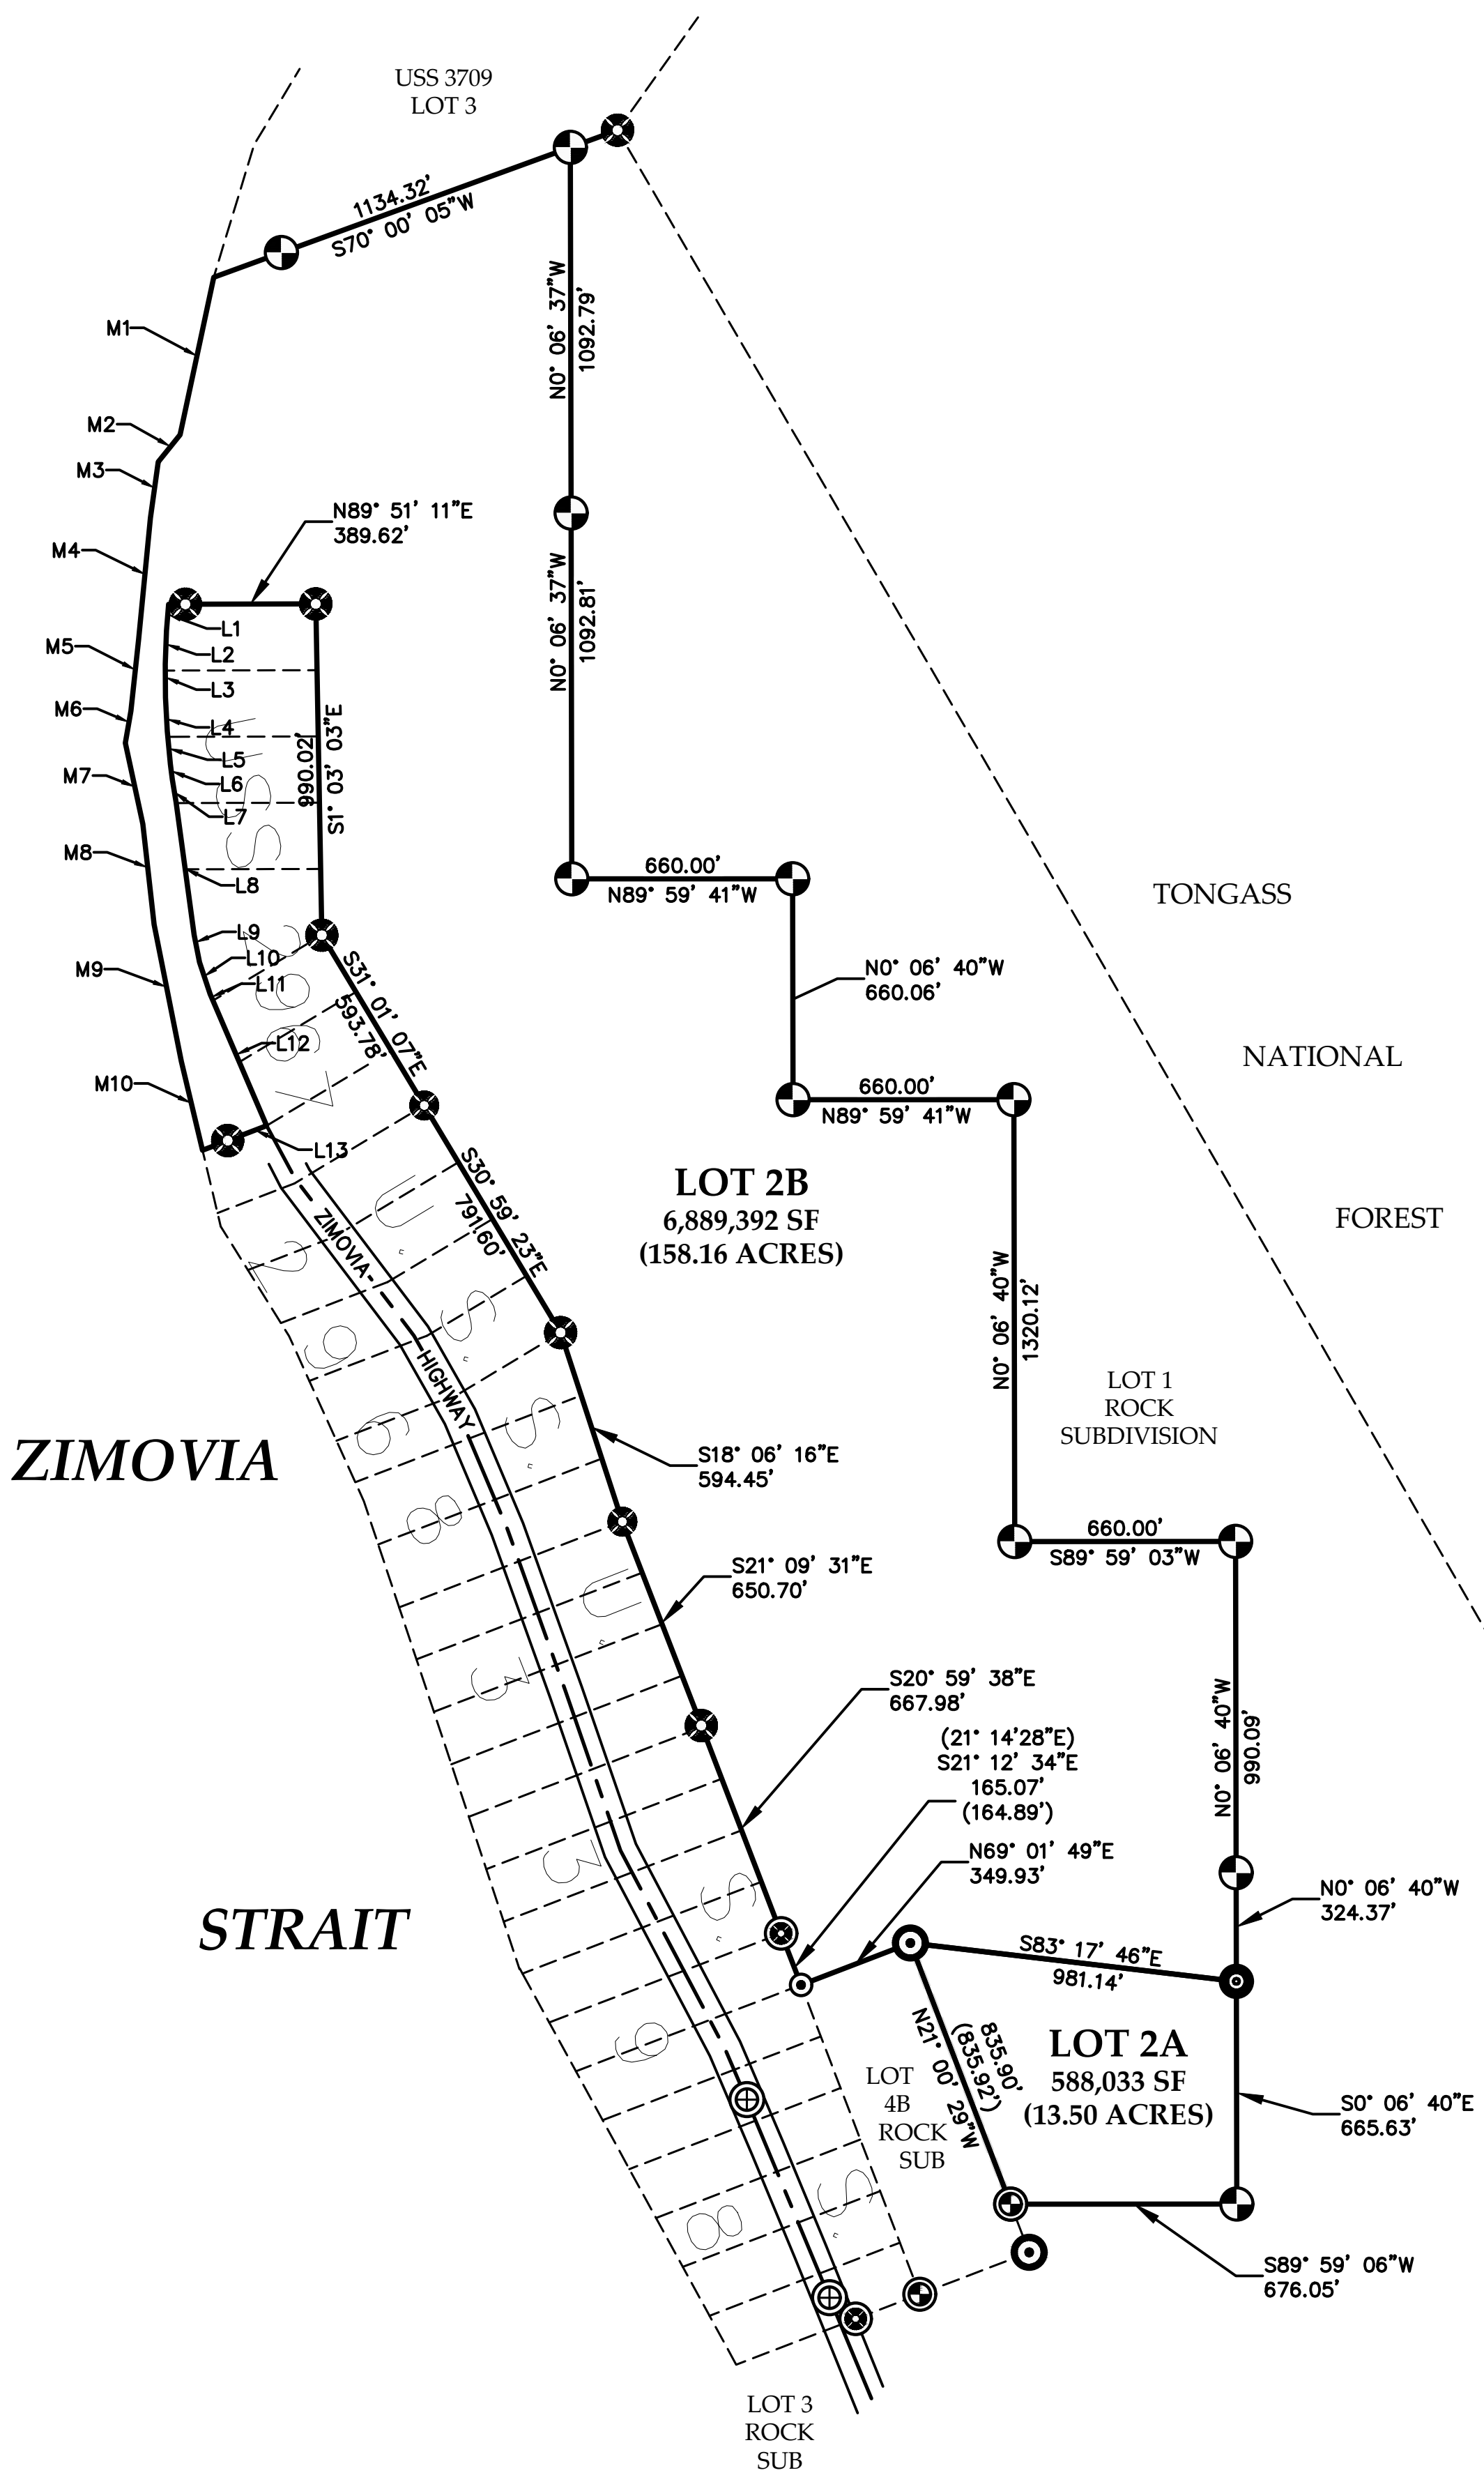 USS 3709
LOT 3
1134.32'
S70° 00' 05"W
M1
N0° 06' 37"W
1092.79'
M2
M3
N89° 51' 11"E
389.62'
M4
N0° 06' 37"W
1092.81'
L1
M5
L2
L3
M6
L4
L5
M7
L6
L7
990.02'
S1° 03' 03"E
M8
L8
660.00'
N89° 59' 41"W
TONGASS
L9
L10
M9
L11
S31° 01' 07"E
593.78'
N0° 06' 40"W
660.06'
L12
NATIONAL
M10
660.00'
N89° 59' 41"W
L13
LOT 2B
6,889,392 SF
(158.16 ACRES)
S30° 59' 23"E
791.60'
FOREST
ZIMOVIA
HIGHWAY
N0° 06' 40"W
1320.12'
LOT 1
ROCK
SUBDIVISION
ZIMOVIA
S18° 06' 16"E
594.45'
660.00'
S89° 59' 03"W
S21° 09' 31"E
650.70'
S20° 59' 38"E
667.98'
N0° 06' 40"W
990.09'
(21° 14'28"E)
S21° 12' 34"E
165.07'
(164.89')
N69° 01' 49"E
349.93'
N0° 06' 40"W
324.37'
STRAIT
S83° 17' 46"E
981.14'
835.90'
(835.92')
N21° 00' 29"W
LOT 2A
588,033 SF
(13.50 ACRES)
LOT
4B
ROCK
SUB
S0° 06' 40"E
665.63'
S89° 59' 06"W
676.05'
U.S.S. 2968
U.S.S. 3338
LOT 3
ROCK
SUB